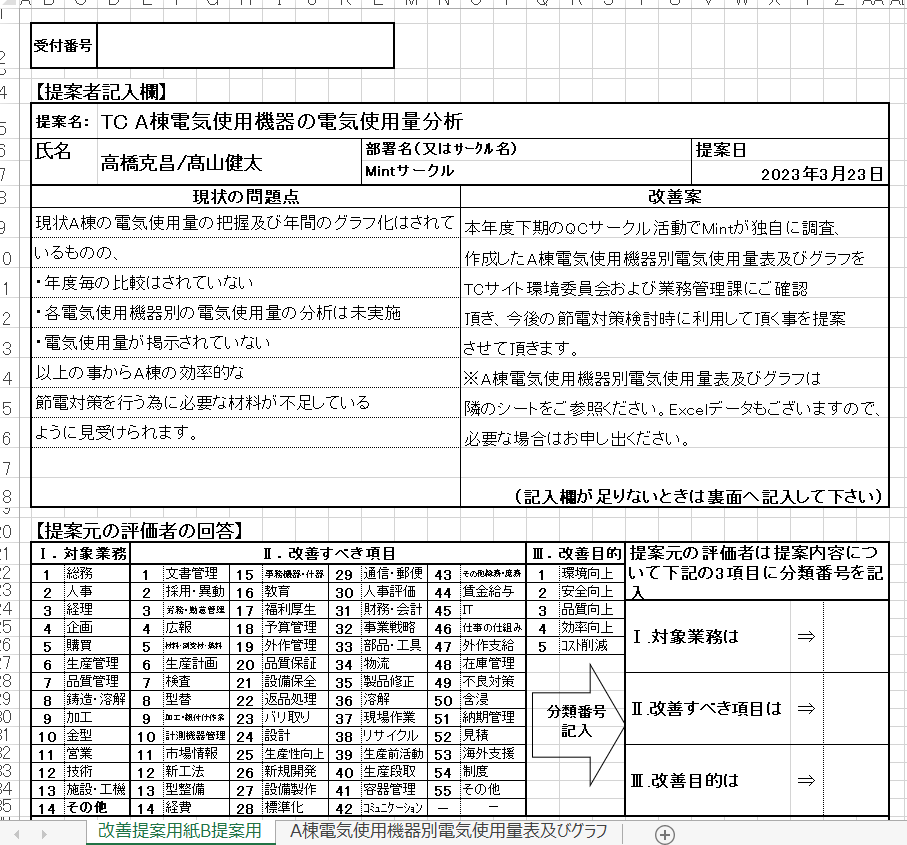 受付番号
【提案者記入欄】
提案名: TC A棟電気使用機器の電気使用量分析
氏名 高橋克昌/髙山健太
部署名(又はサークル名)
Mintサークル
提案日
2023年3月23日
現状の問題点
現状A棟の電気使用量の把握及び年間のグラフ化はされて
いるものの、
・年度毎の比較はされていない
・各電気使用機器別の電気使用量の分析は未実施
・電気使用量が掲示されていない
以上の事からA棟の効率的な
節電対策を行う為に必要な材料が不足している
ように見受けられます。
改善案
本年度下期のQCサークル活動でMintが独自に調査、
作成したA棟電気使用機器別電気使用量表及びグラフを
TCサイト環境委員会および業務管理課にご確認
頂き、今後の節電対策検討時に利用して頂く事を提案
させて頂きます。
※A棟電気使用機器別電気使用量表及びグラフは
隣のシートをご参照ください。Excelデータもございますので、
必要な場合はお申し出ください。
(記入欄が足りないときは裏面へ記入して下さい)
【提案元の評価者の回答】
Ⅰ. 対象業務 Ⅱ. 改善すべき項目 Ⅲ. 改善目的
1 総務 1 文書管理 15 事務機器・什器 29 通信・郵便 43 その他総務・庶務 1 環境向上
2 人事 2 採用・異動 16 教育 30 人事評価 44 賃金給与 2 安全向上
3 経理 3 労務・勤怠管理 17 福利厚生 31 財務・会計 45 IT 3 品質向上
4 企画 4 広報 18 予算管理 32 事業戦略 46 仕事の仕組み 4 効率向上
5 購買 5 材料・副資材・燃料 19 外作管理 33 部品・工具 47 外作支給 5 コスト削減
6 生産管理 6 生産計画 20 品質保証 34 物流 48 在庫管理
7 品質管理 7 検査 21 設備保全 35 製品修正 49 不良対策
8 鋳造・溶解 8 型替 22 返品処理 36 溶解 50 含浸
9 加工 9 加工・組付け作業 23 バリ取り 37 現場作業 51 納期管理
10 金型 10 計測機器管理 24 設計 38 リサイクル 52 見積
11 営業 11 市場情報 25 生産性向上 39 生産前活動 53 海外支援
12 技術 12 新工法 26 新規開発 40 生産段取 54 制度
13 施設・工機 13 型整備 27 設備製作 41 容器管理 55 その他
14 その他 14 経費 28 標準化 42 コミュニケーション ー ー
分類番号
記入
提案元の評価者は提案内容につ
いて下記の3項目に分類番号を記
入
Ⅰ.対象業務は ⇒
Ⅱ.改善すべき項目は ⇒
Ⅲ.改善目的は ⇒
改善提案用紙B提案用 A棟電気使用機器別電気使用量表及びグラフ